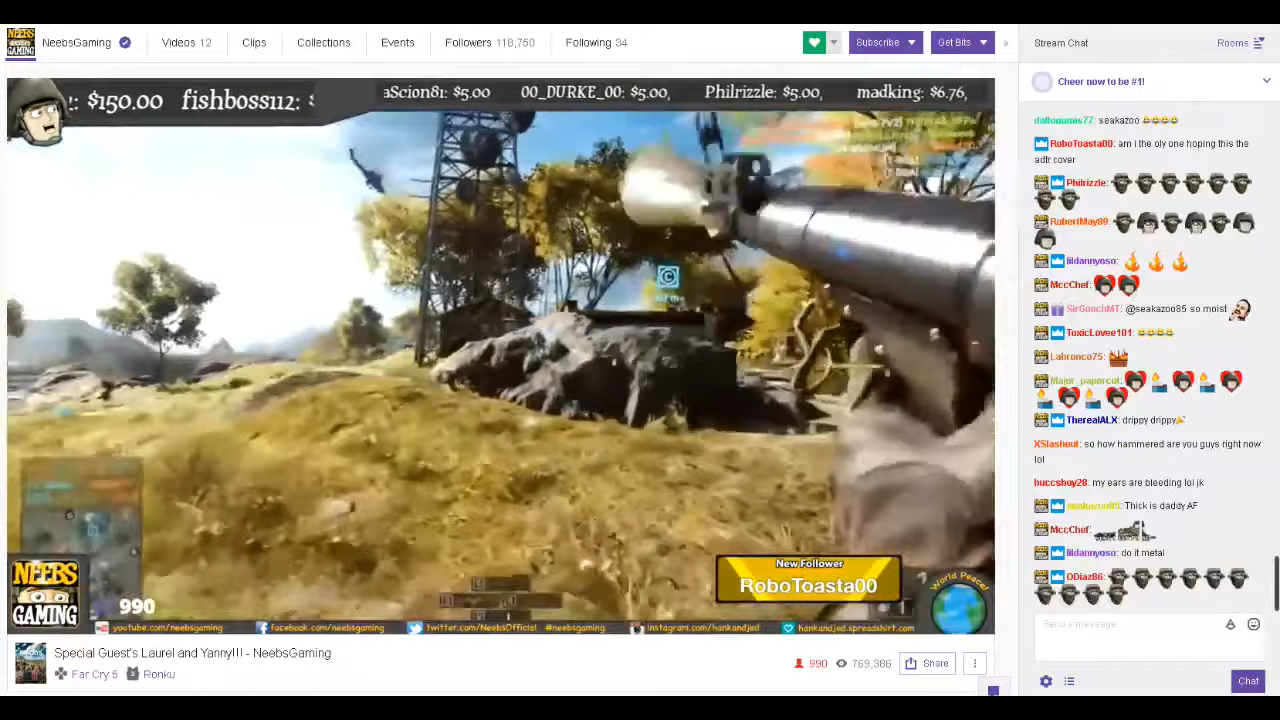 NEEBS GAMING
NeebsGaming
Videos 12
Clips
Collections
Events
Followers 118,750
Following 34
Subscribe
Get Bits
Stream Chat
Rooms
Cheer now to be #1!
: $150.00 fishboss112:
aScion81: $5.00 00_DURKE_00: $5.00, Philrizzle: $5.00, madking: $6.76,
C
New Follower
RoboToasta00
World Peace!
NEEBS
GAMING
990
youtube.com/neebsgaming
facebook.com/neebsgaming
twitter.com/NeebsOfficial #neebsgaming
instagram.com/hankandjed
hankandjed.spreadshirt.com
Special Guest's Laurel and Yanny!!! - NeebsGaming
Far Cry 5 Ronku
990 769,386 Share
daltonumis77: seakazoo
RoboToasta00: am i the oly one hoping this the
adtr cover
Philrizzle:
RobertMay89:
lildannyoso:
MccChef:
SirGoochMT: @seakazoo85 so moist
ToxicLovee101:
Labronco75:
Major_papercut:
TherealALX: drippy drippy
XSlashout: so how hammered are you guys right now
lol
buccsboy28: my ears are bleeding lol jk
seakazoo85: Thick is daddy AF
MccChef:
lildannyoso: do it metal
ODiaz86:
Send a message
Chat